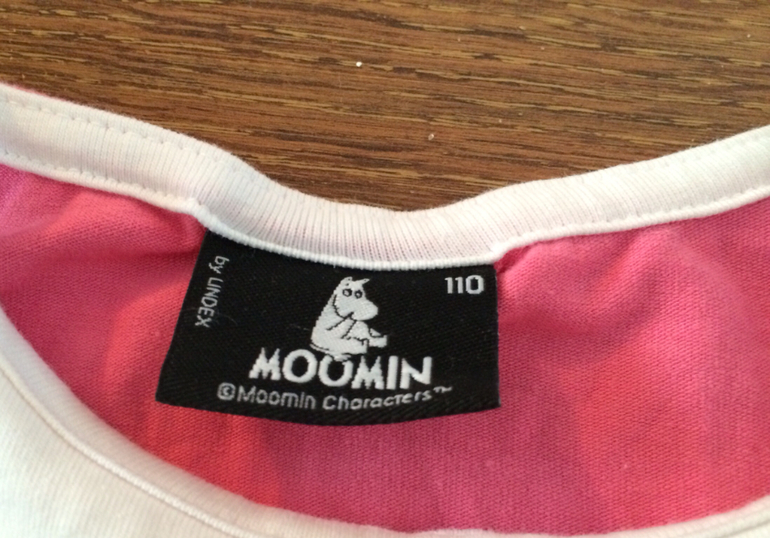 by LINDEX
110
MOOMIN
©Moomin Characters™